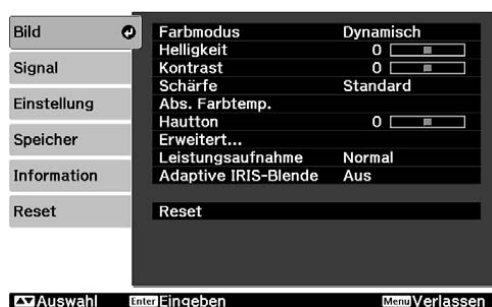 Bild
Signal
Einstellung
Speicher
Information
Reset
Farbmodus Dynamisch
Helligkeit 0
Kontrast 0
Schärfe Standard
Abs. Farbtemp.
Hautton 0
Erweitert...
Leistungsaufnahme Normal
Adaptive IRIS-Blende Aus
Reset
Auswahl Enter Eingeben Menu Verlassen